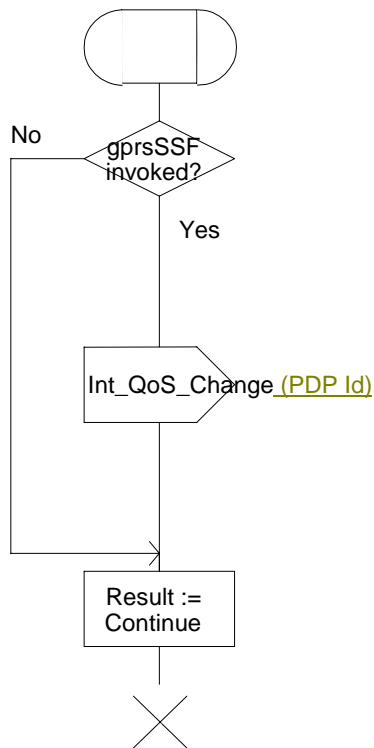 gprsSSF
invoked?
No
Yes
Int_QoS_Change (PDP Id)
Result :=
Continue